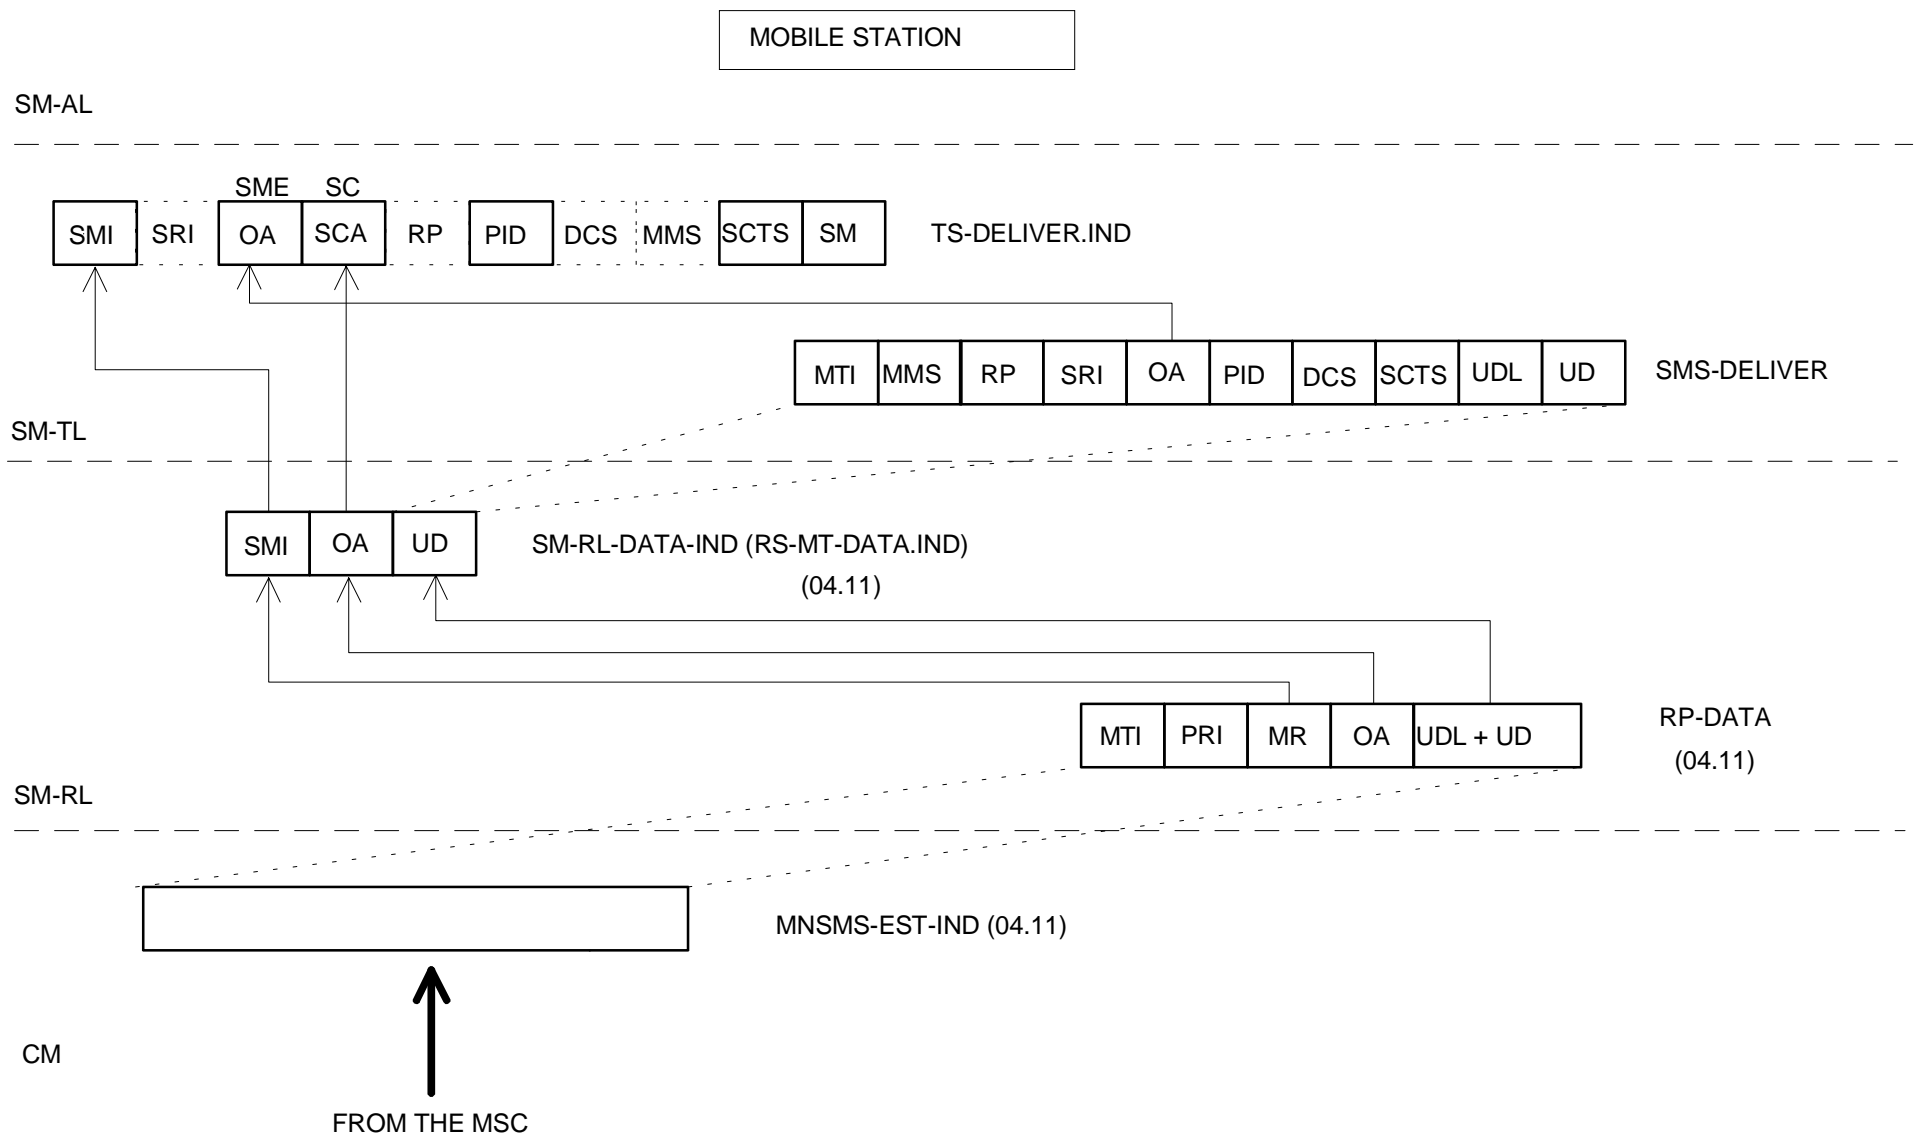 MOBILE STATION
SM-AL
SME SC
SMI SRI OA SCA RP PID DCS MMS SCTS SM TS-DELIVER.IND
MTI MMS RP SRI OA PID DCS SCTS UDL UD SMS-DELIVER
SM-TL
SMI OA UD SM-RL-DATA-IND (RS-MT-DATA.IND)
(04.11)
MTI PRI MR OA UDL + UD RP-DATA
(04.11)
SM-RL
MNSMS-EST-IND (04.11)
CM
FROM THE MSC